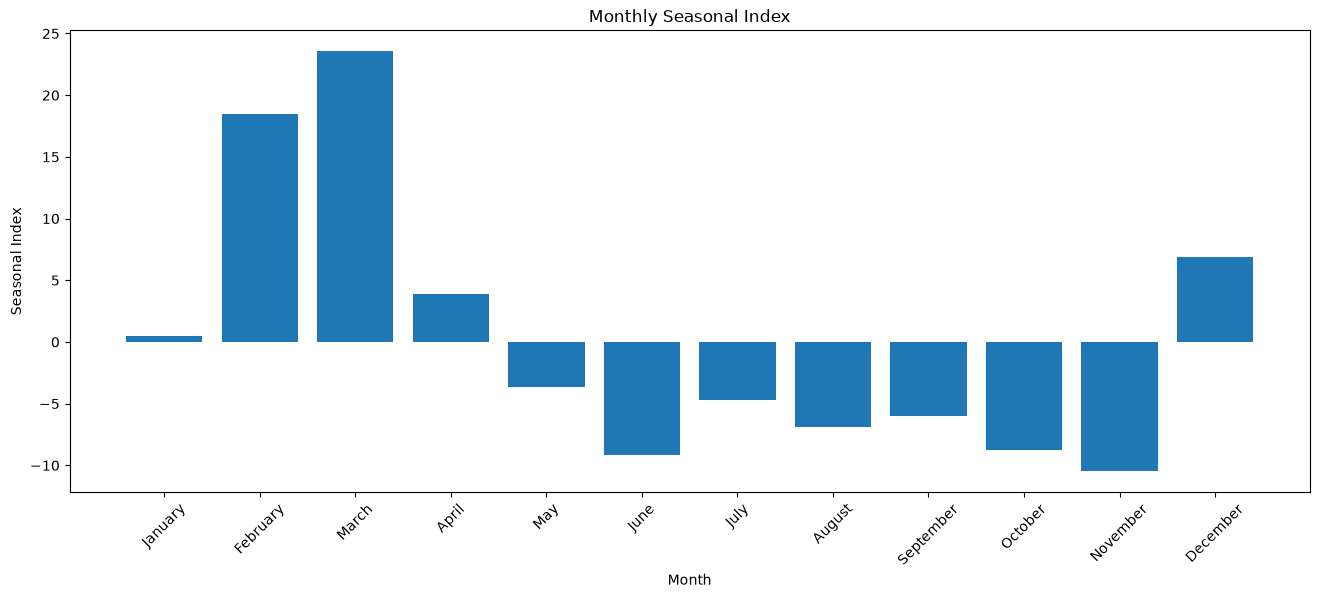 Monthly Seasonal Index
Seasonal Index
25
20
15
10
5
0
−5
−10
January
February
March
April
May
June
July
August
September
October
November
December
Month